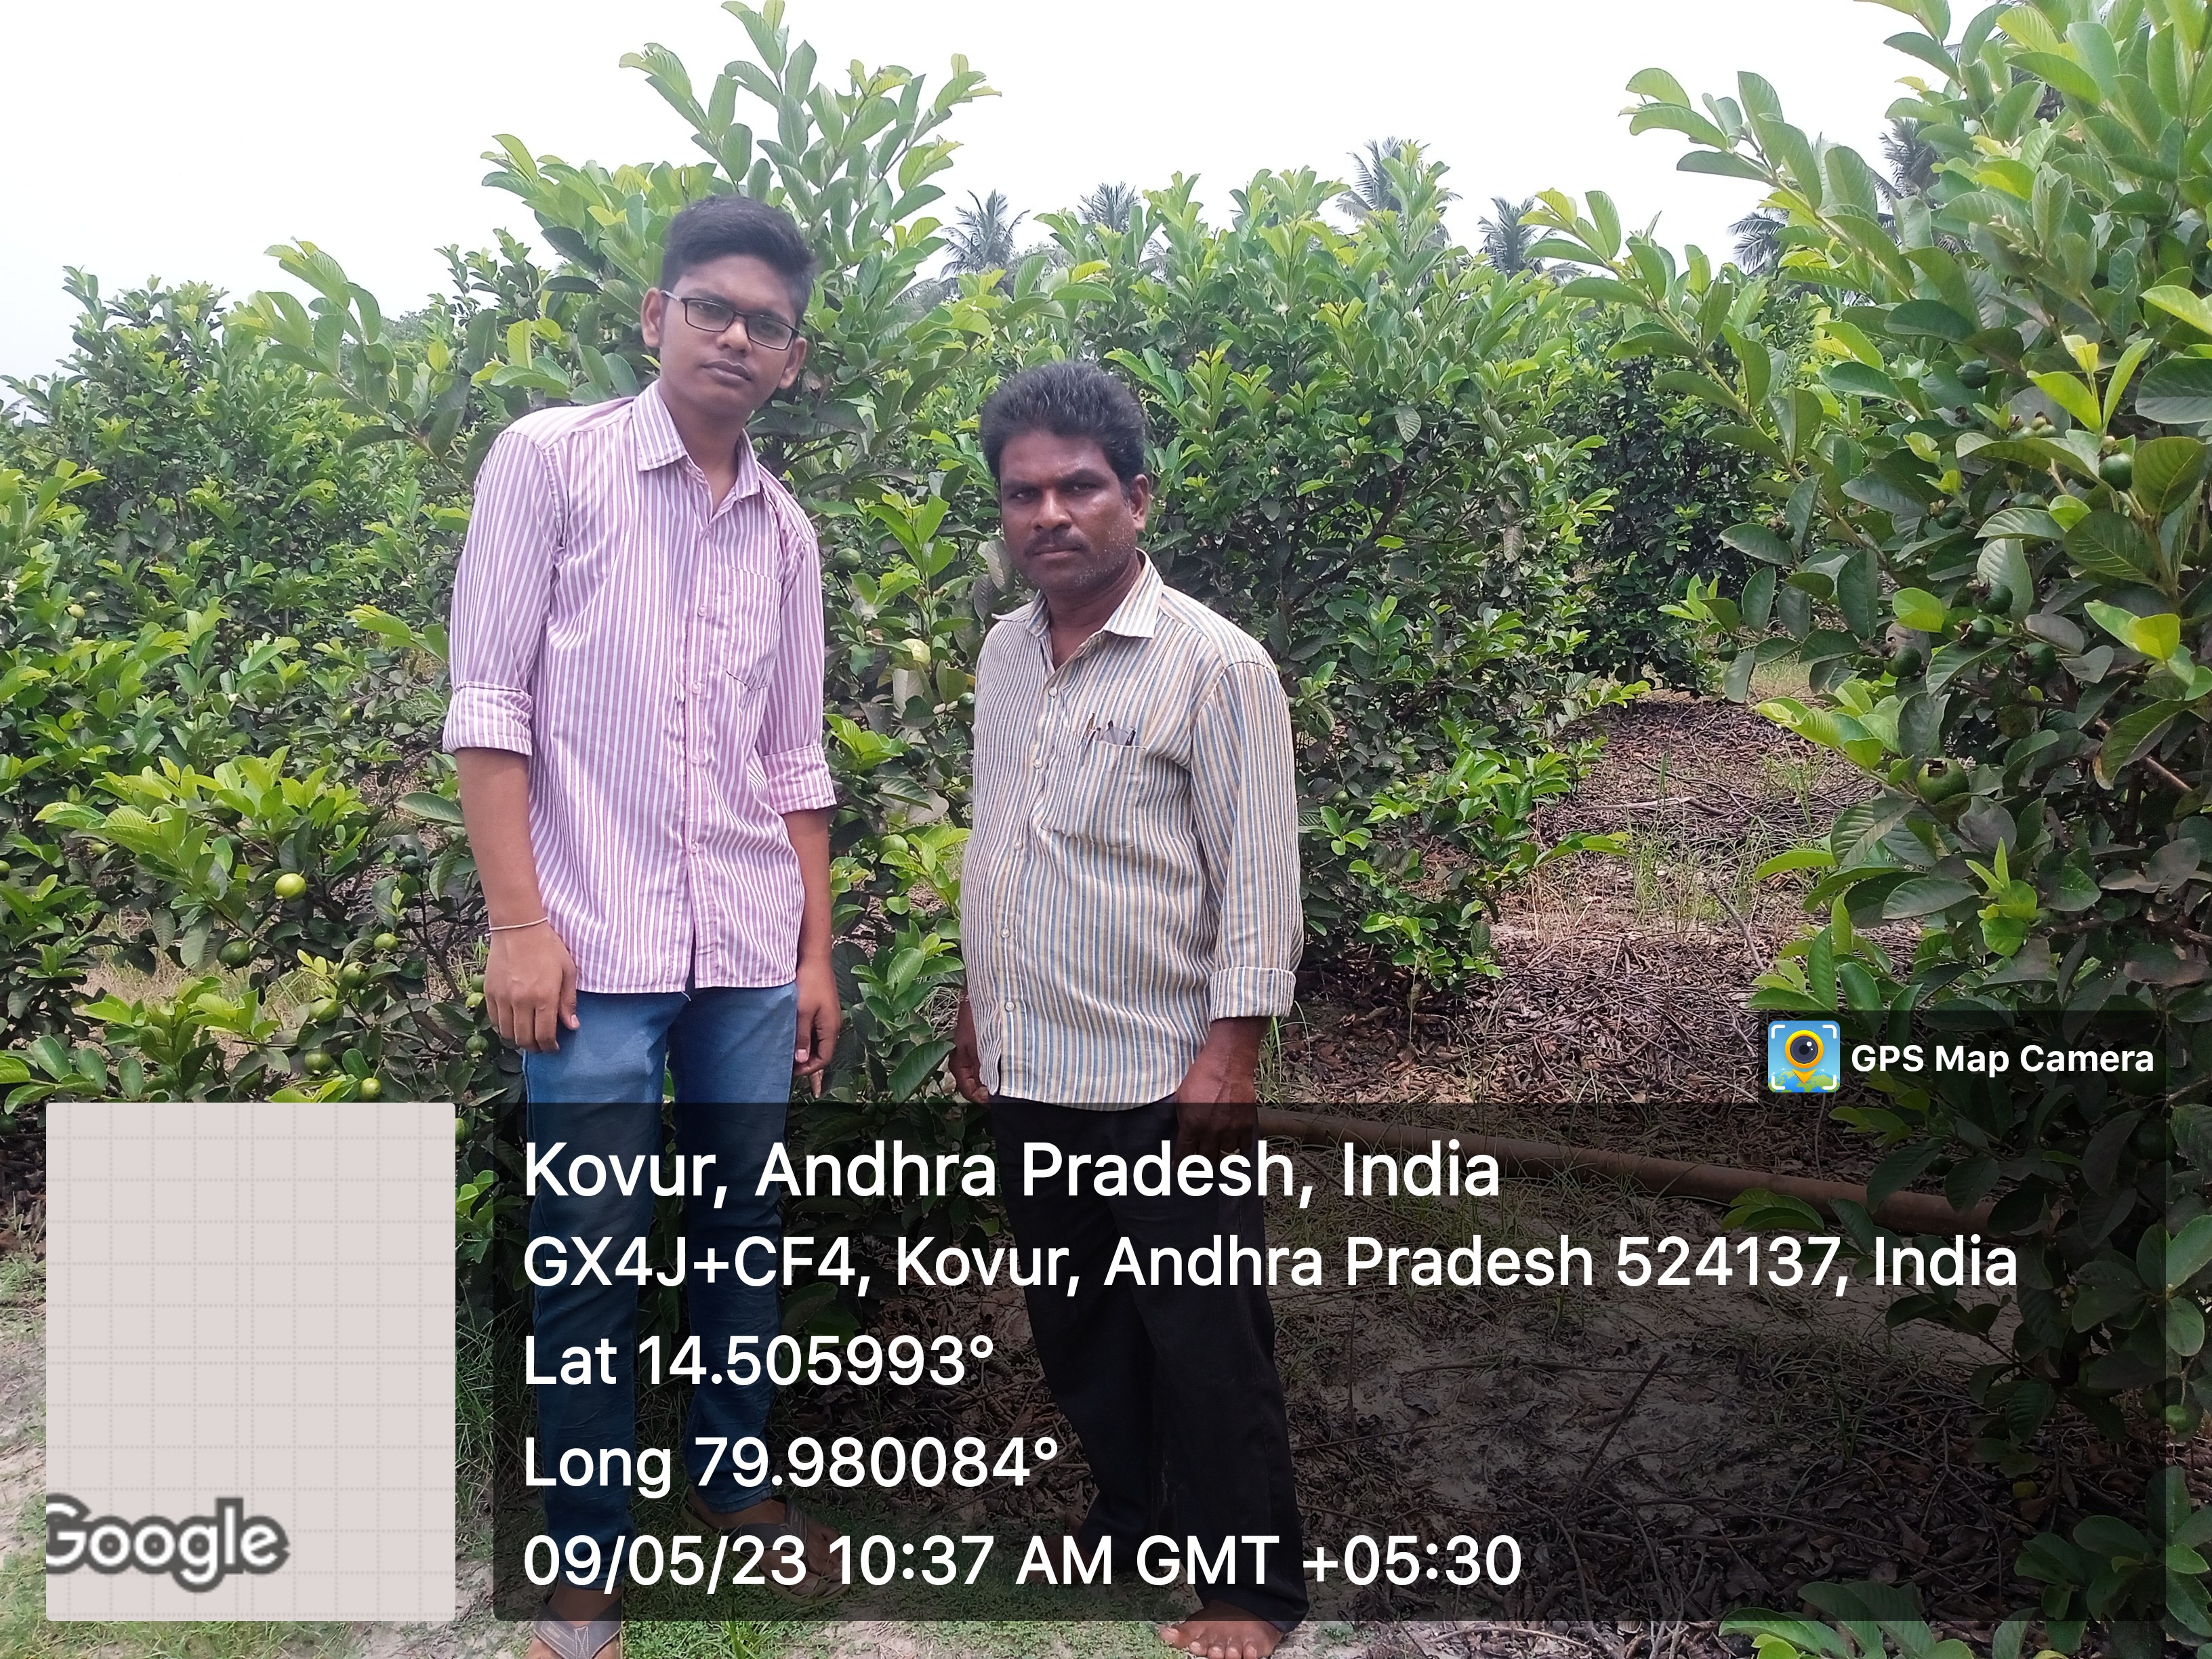 GPS Map Camera
Kovur, Andhra Pradesh, India
GX4J+CF4, Kovur, Andhra Pradesh 524137, India
Lat 14.505993°
Long 79.980084°
09/05/23 10:37 AM GMT +05:30
Google